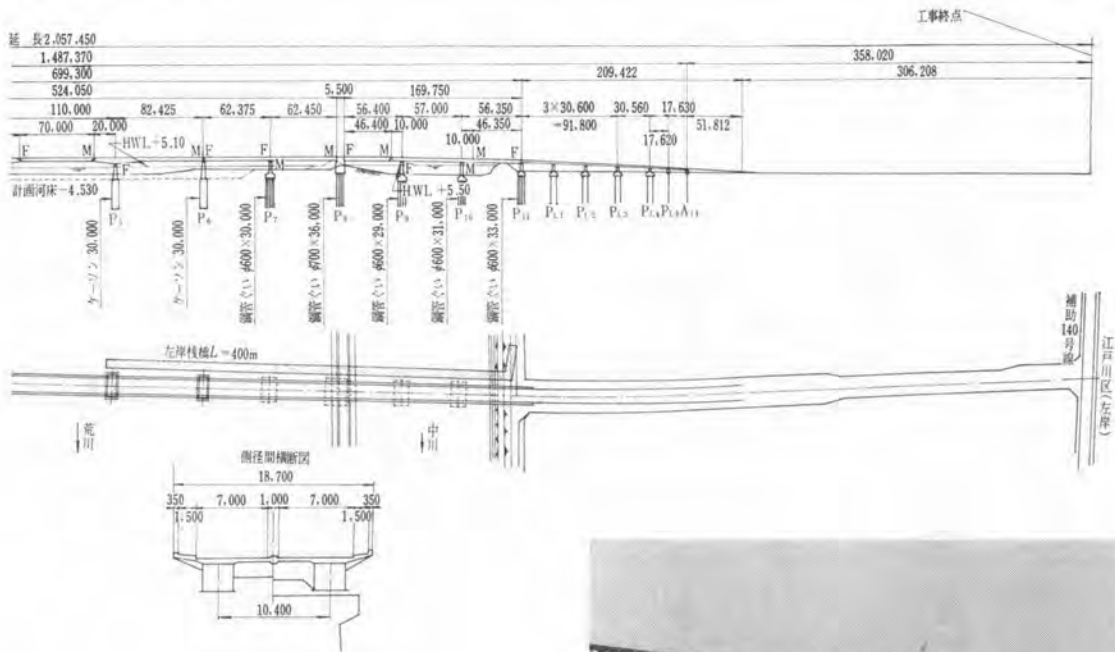 工事終点
延 長2,057.450
1,487.370
358.020
699.300
209.422
306.208
524.050
5.500
169.750
110.000
82.425
62.375
62.450
56.400
57.000
56.350
3×30.600
30.560
17.630
70.000
20.000
46.400
10.000
46.350
=91.800
51.812
10.000
17.620
HWL+5.10
F M M F F M M F M F M M F
計画河床-4.530
HWL +5.50
P5 P6 P7 P8 P9 P10 P11 PL1 PL2 PL3 PL4 PL5
ケーソン 30.000
ケーソン 30.000
鋼管ぐい φ600×30.000
鋼管ぐい φ700×36.000
鋼管ぐい φ600×29.000
鋼管ぐい φ600×31.000
鋼管ぐい φ600×33.000
補助140号線
江戸川区(左岸)
左岸桟橋L=400m
荒川
中川
側径間横断図
18.700
350 7.000 1.000 7.000 350
1.500 1.500
10.400